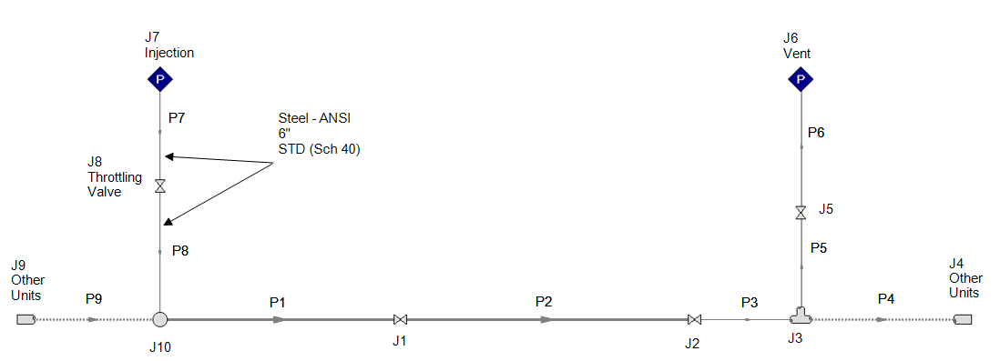 J7
Injection
P
P7
Steel - ANSI
6"
STD (Sch 40)
J8
Throttling
Valve
P8
J9
Other
Units
P9
J10
P1
J1
P2
J2
P3
J3
J6
Vent
P
P6
J5
P5
P4
J4
Other
Units